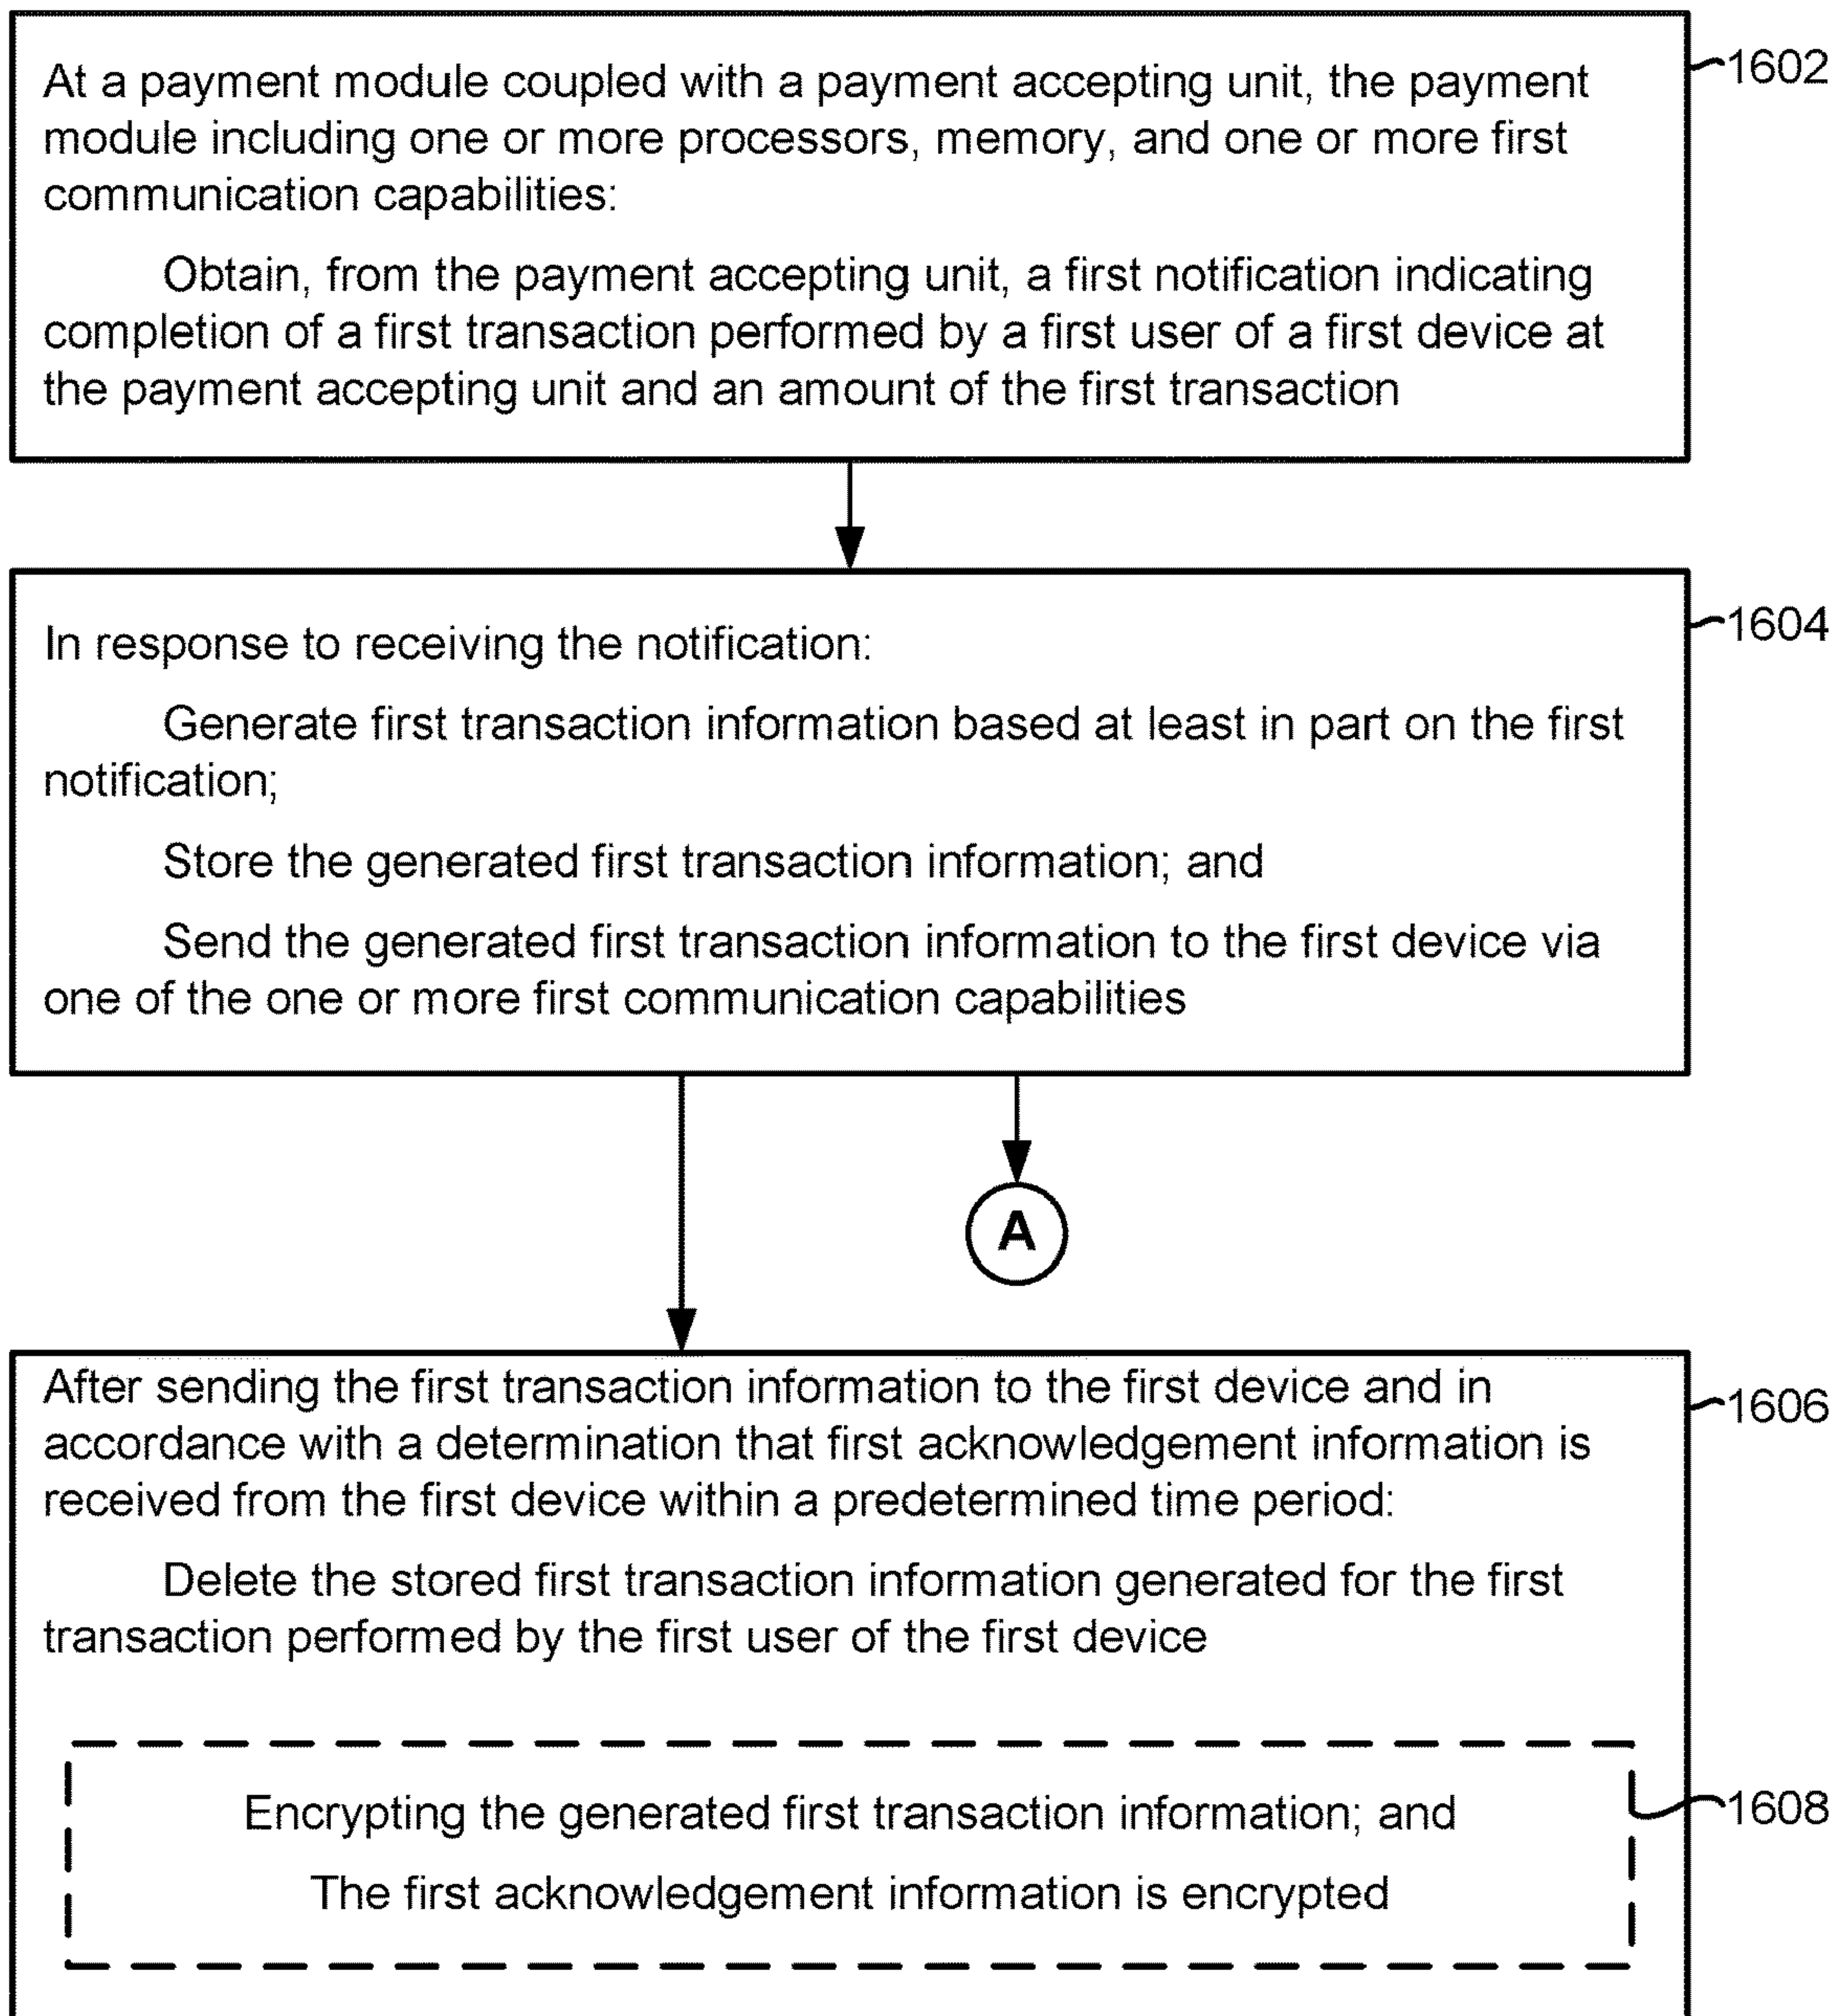 At a payment module coupled with a payment accepting unit, the payment
module including one or more processors, memory, and one or more first
communication capabilities:
Obtain, from the payment accepting unit, a first notification indicating
completion of a first transaction performed by a first user of a first device at
the payment accepting unit and an amount of the first transaction
1602
In response to receiving the notification:
Generate first transaction information based at least in part on the first
notification;
Store the generated first transaction information; and
Send the generated first transaction information to the first device via
one of the one or more first communication capabilities
1604
A
After sending the first transaction information to the first device and in
accordance with a determination that first acknowledgement information is
received from the first device within a predetermined time period:
Delete the stored first transaction information generated for the first
transaction performed by the first user of the first device
1606
Encrypting the generated first transaction information; and
The first acknowledgement information is encrypted
1608